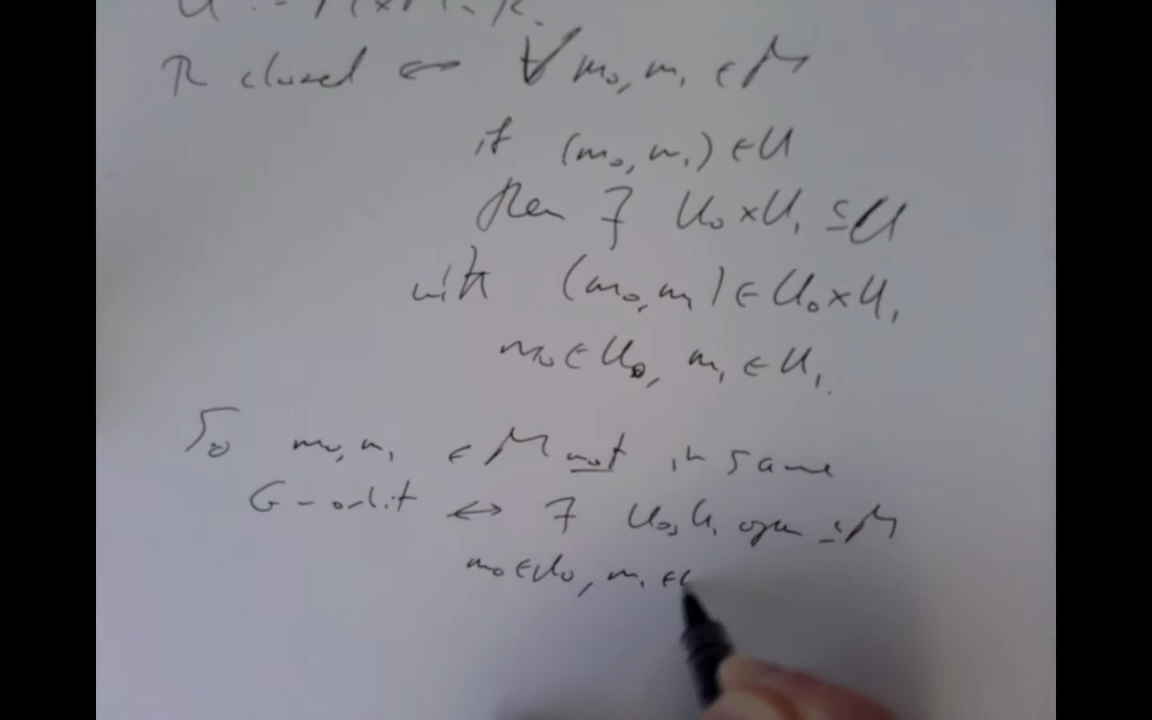 U := M×M \ R.
R closed ↔ ∀ m₀, m₁ ∈ M
if (m₀, m₁) ∈ U
then ∃ U₀ × U₁ ⊆ U
with (m₀, m₁) ∈ U₀ × U₁
m₀ ∈ U₀, m₁ ∈ U₁.
So m₀, m₁ ∈ M not in same
G-orbit ↔ ∃ U₀, U₁ open ⊆ M
m₀ ∈ U₀, m₁ ∈